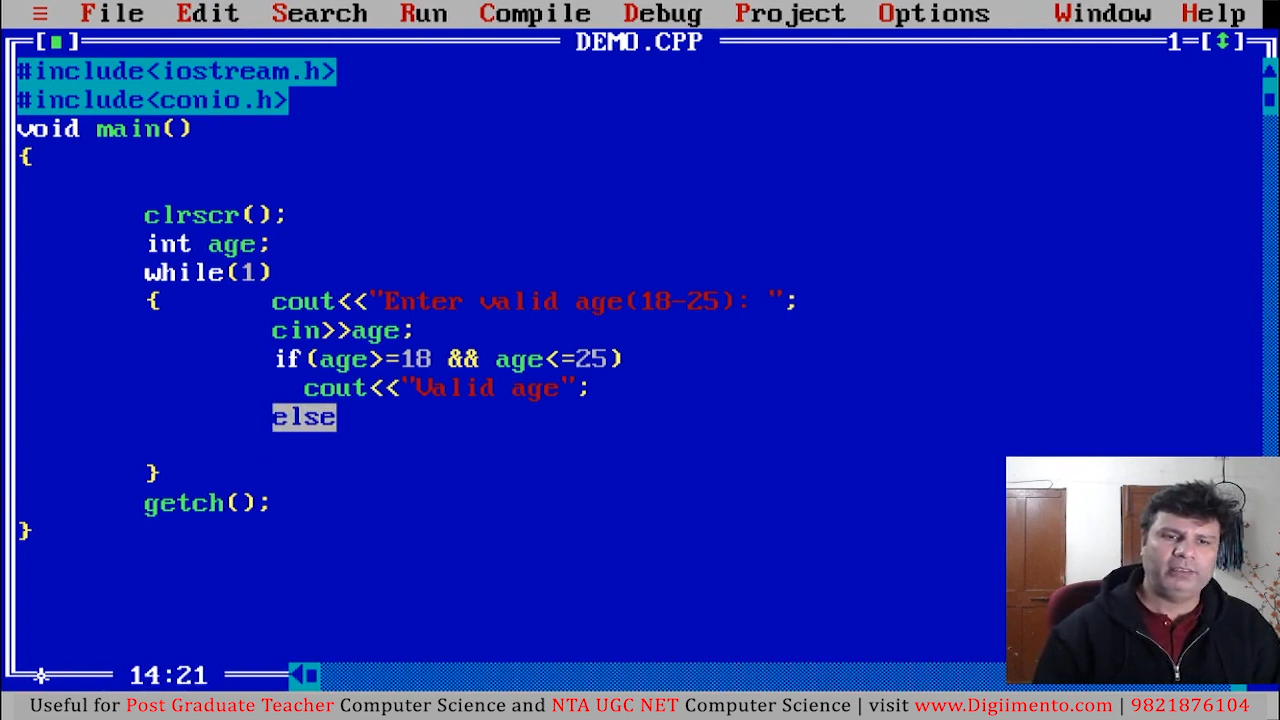 ≡ File Edit Search Run Compile Debug Project Options Window Help
[■] DEMO.CPP 1=[↕]
#include<iostream.h>
#include<conio.h>
void main()
{
clrscr();
int age;
while(1)
{ cout<<"Enter valid age(18-25): ";
cin>>age;
if(age>=18 && age<=25)
cout<<"Valid age";
else
}
getch();
}
14:21
Useful for Post Graduate Teacher Computer Science and NTA UGC NET Computer Science | visit www.Digiimento.com | 9821876104